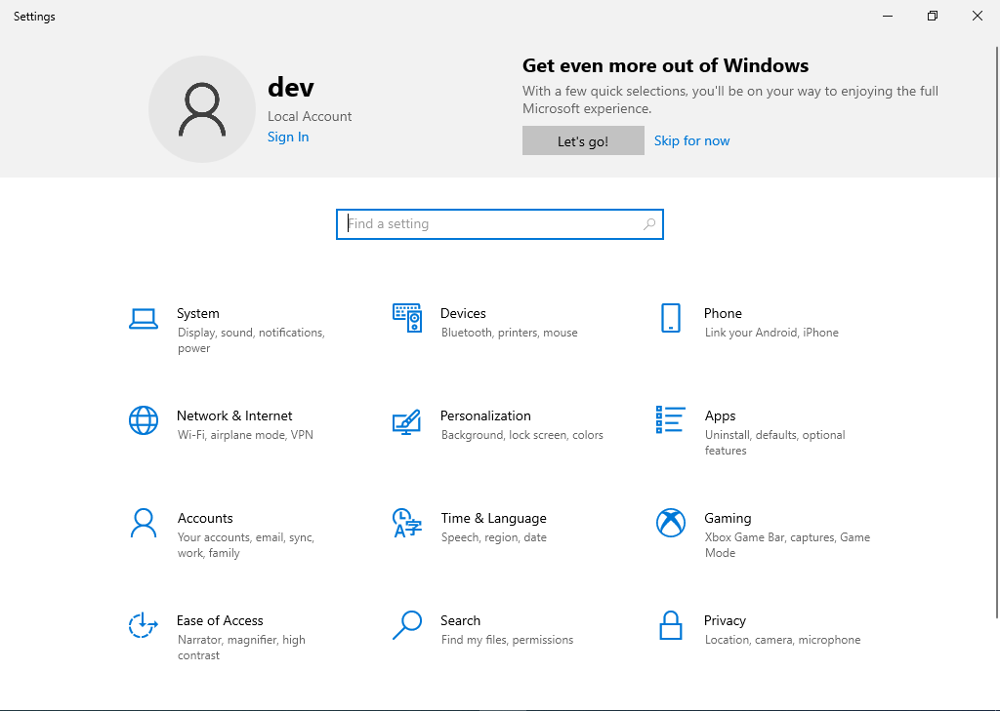 Settings
dev
Local Account
Sign In
Get even more out of Windows
With a few quick selections, you'll be on your way to enjoying the full
Microsoft experience.
Let's go!
Skip for now
Find a setting
System
Display, sound, notifications,
power
Devices
Bluetooth, printers, mouse
Phone
Link your Android, iPhone
Network & Internet
Wi-Fi, airplane mode, VPN
Personalization
Background, lock screen, colors
Apps
Uninstall, defaults, optional
features
Accounts
Your accounts, email, sync,
work, family
Time & Language
Speech, region, date
Gaming
Xbox Game Bar, captures, Game
Mode
Ease of Access
Narrator, magnifier, high
contrast
Search
Find my files, permissions
Privacy
Location, camera, microphone